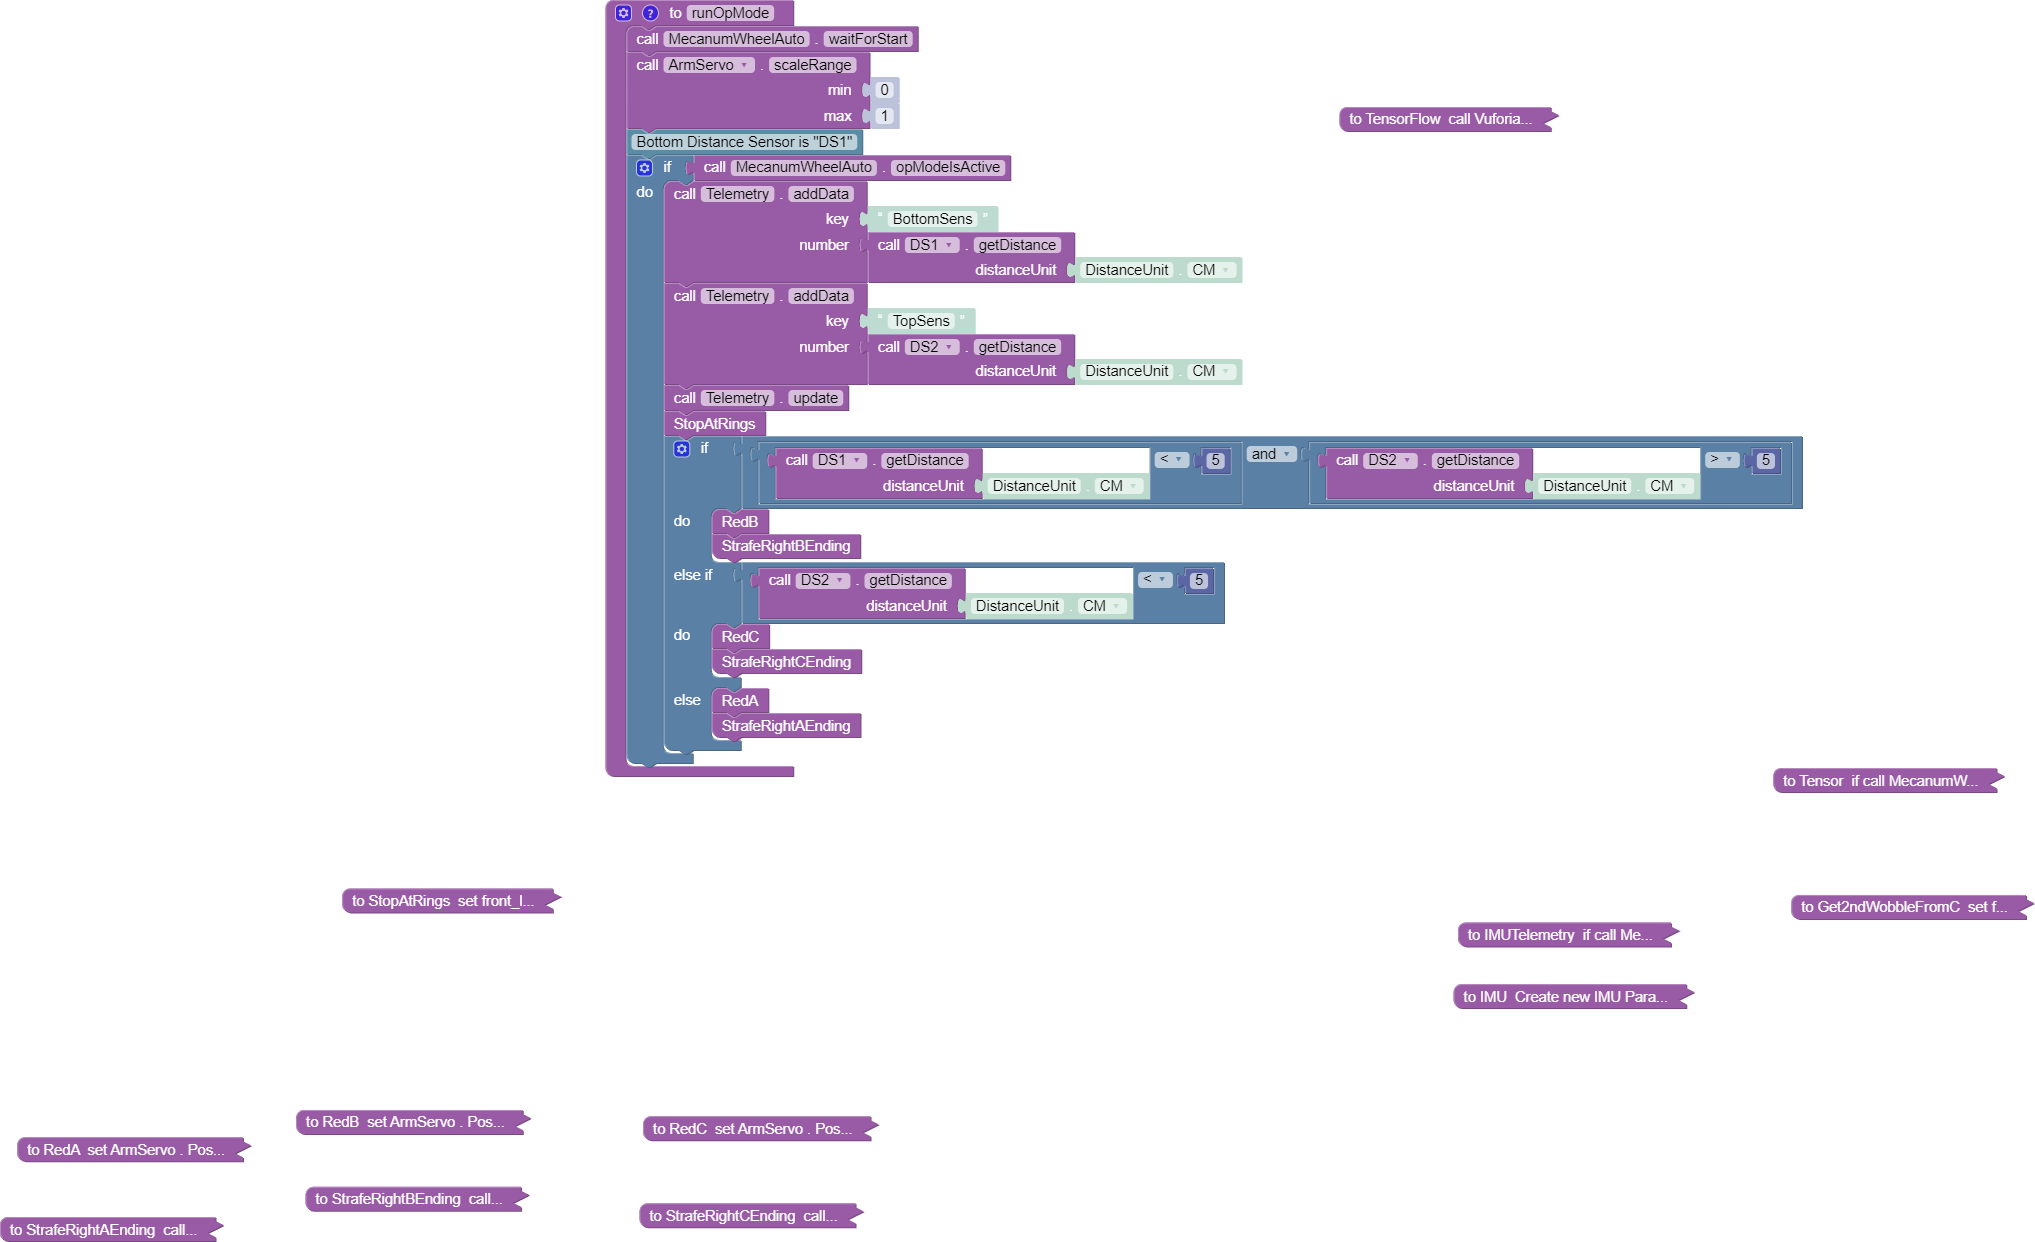 to runOpMode
call MecanumWheelAuto . waitForStart
call ArmServo . scaleRange
min 0
max 1
to TensorFlow call Vuforia...
Bottom Distance Sensor is "DS1"
if call MecanumWheelAuto . opModeIsActive
do call Telemetry . addData
key “ BottomSens ”
number call DS1 . getDistance
distanceUnit DistanceUnit . CM
call Telemetry . addData
key “ TopSens ”
number call DS2 . getDistance
distanceUnit DistanceUnit . CM
call Telemetry . update
StopAtRings
if call DS1 . getDistance < 5 and call DS2 . getDistance > 5
distanceUnit DistanceUnit . CM distanceUnit DistanceUnit . CM
do RedB
StrafeRightBEnding
else if call DS2 . getDistance < 5
distanceUnit DistanceUnit . CM
do RedC
StrafeRightCEnding
else RedA
StrafeRightAEnding
to Tensor if call MecanumW...
to StopAtRings set front_l...
to Get2ndWobbleFromC set f...
to IMUTelemetry if call Me...
to IMU Create new IMU Para...
to RedB set ArmServo . Pos...
to RedC set ArmServo . Pos...
to RedA set ArmServo . Pos...
to StrafeRightBEnding call...
to StrafeRightCEnding call...
to StrafeRightAEnding call...